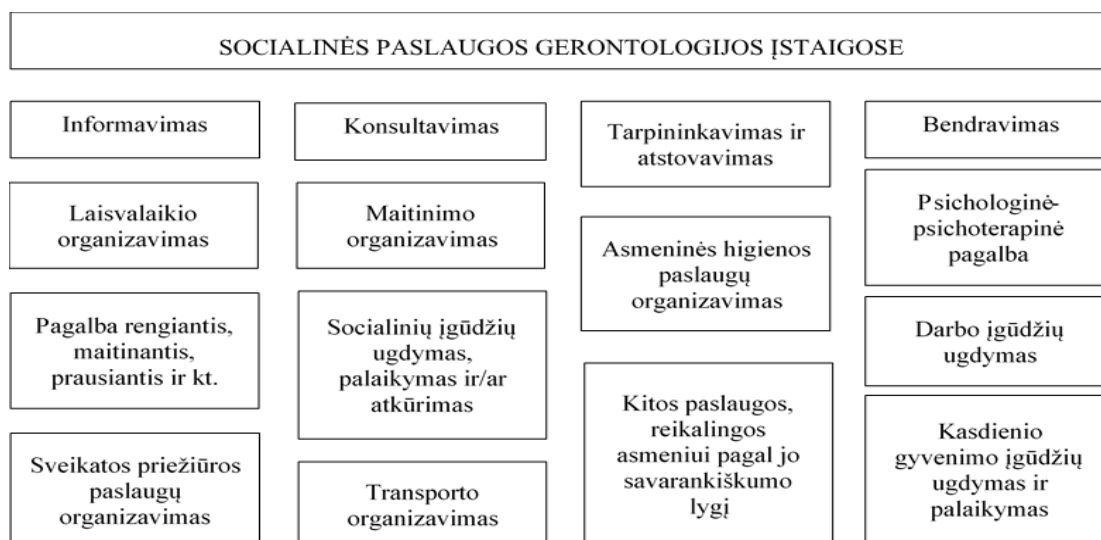 SOCIALINĖS PASLAUGOS GERONTOLOGIJOS ĮSTAIGOSE
Informavimas
Konsultavimas
Tarpininkavimas ir
atstovavimas
Bendravimas
Laisvalaikio
organizavimas
Maitinimo
organizavimas
Asmeninės higienos
paslaugų
organizavimas
Psichologinė-
psichoterapinė
pagalba
Pagalba rengiantis,
maitinantis,
prausiantis ir kt.
Socialinių įgūdžių
ugdymas,
palaikymas ir/ar
atkūrimas
Kitos paslaugos,
reikalingos
asmeniui pagal jo
savarankiškumo
lygį
Darbo įgūdžių
ugdymas
Sveikatos priežiūros
paslaugų
organizavimas
Transporto
organizavimas
Kasdienio
gyvenimo įgūdžių
ugdymas ir
palaikymas